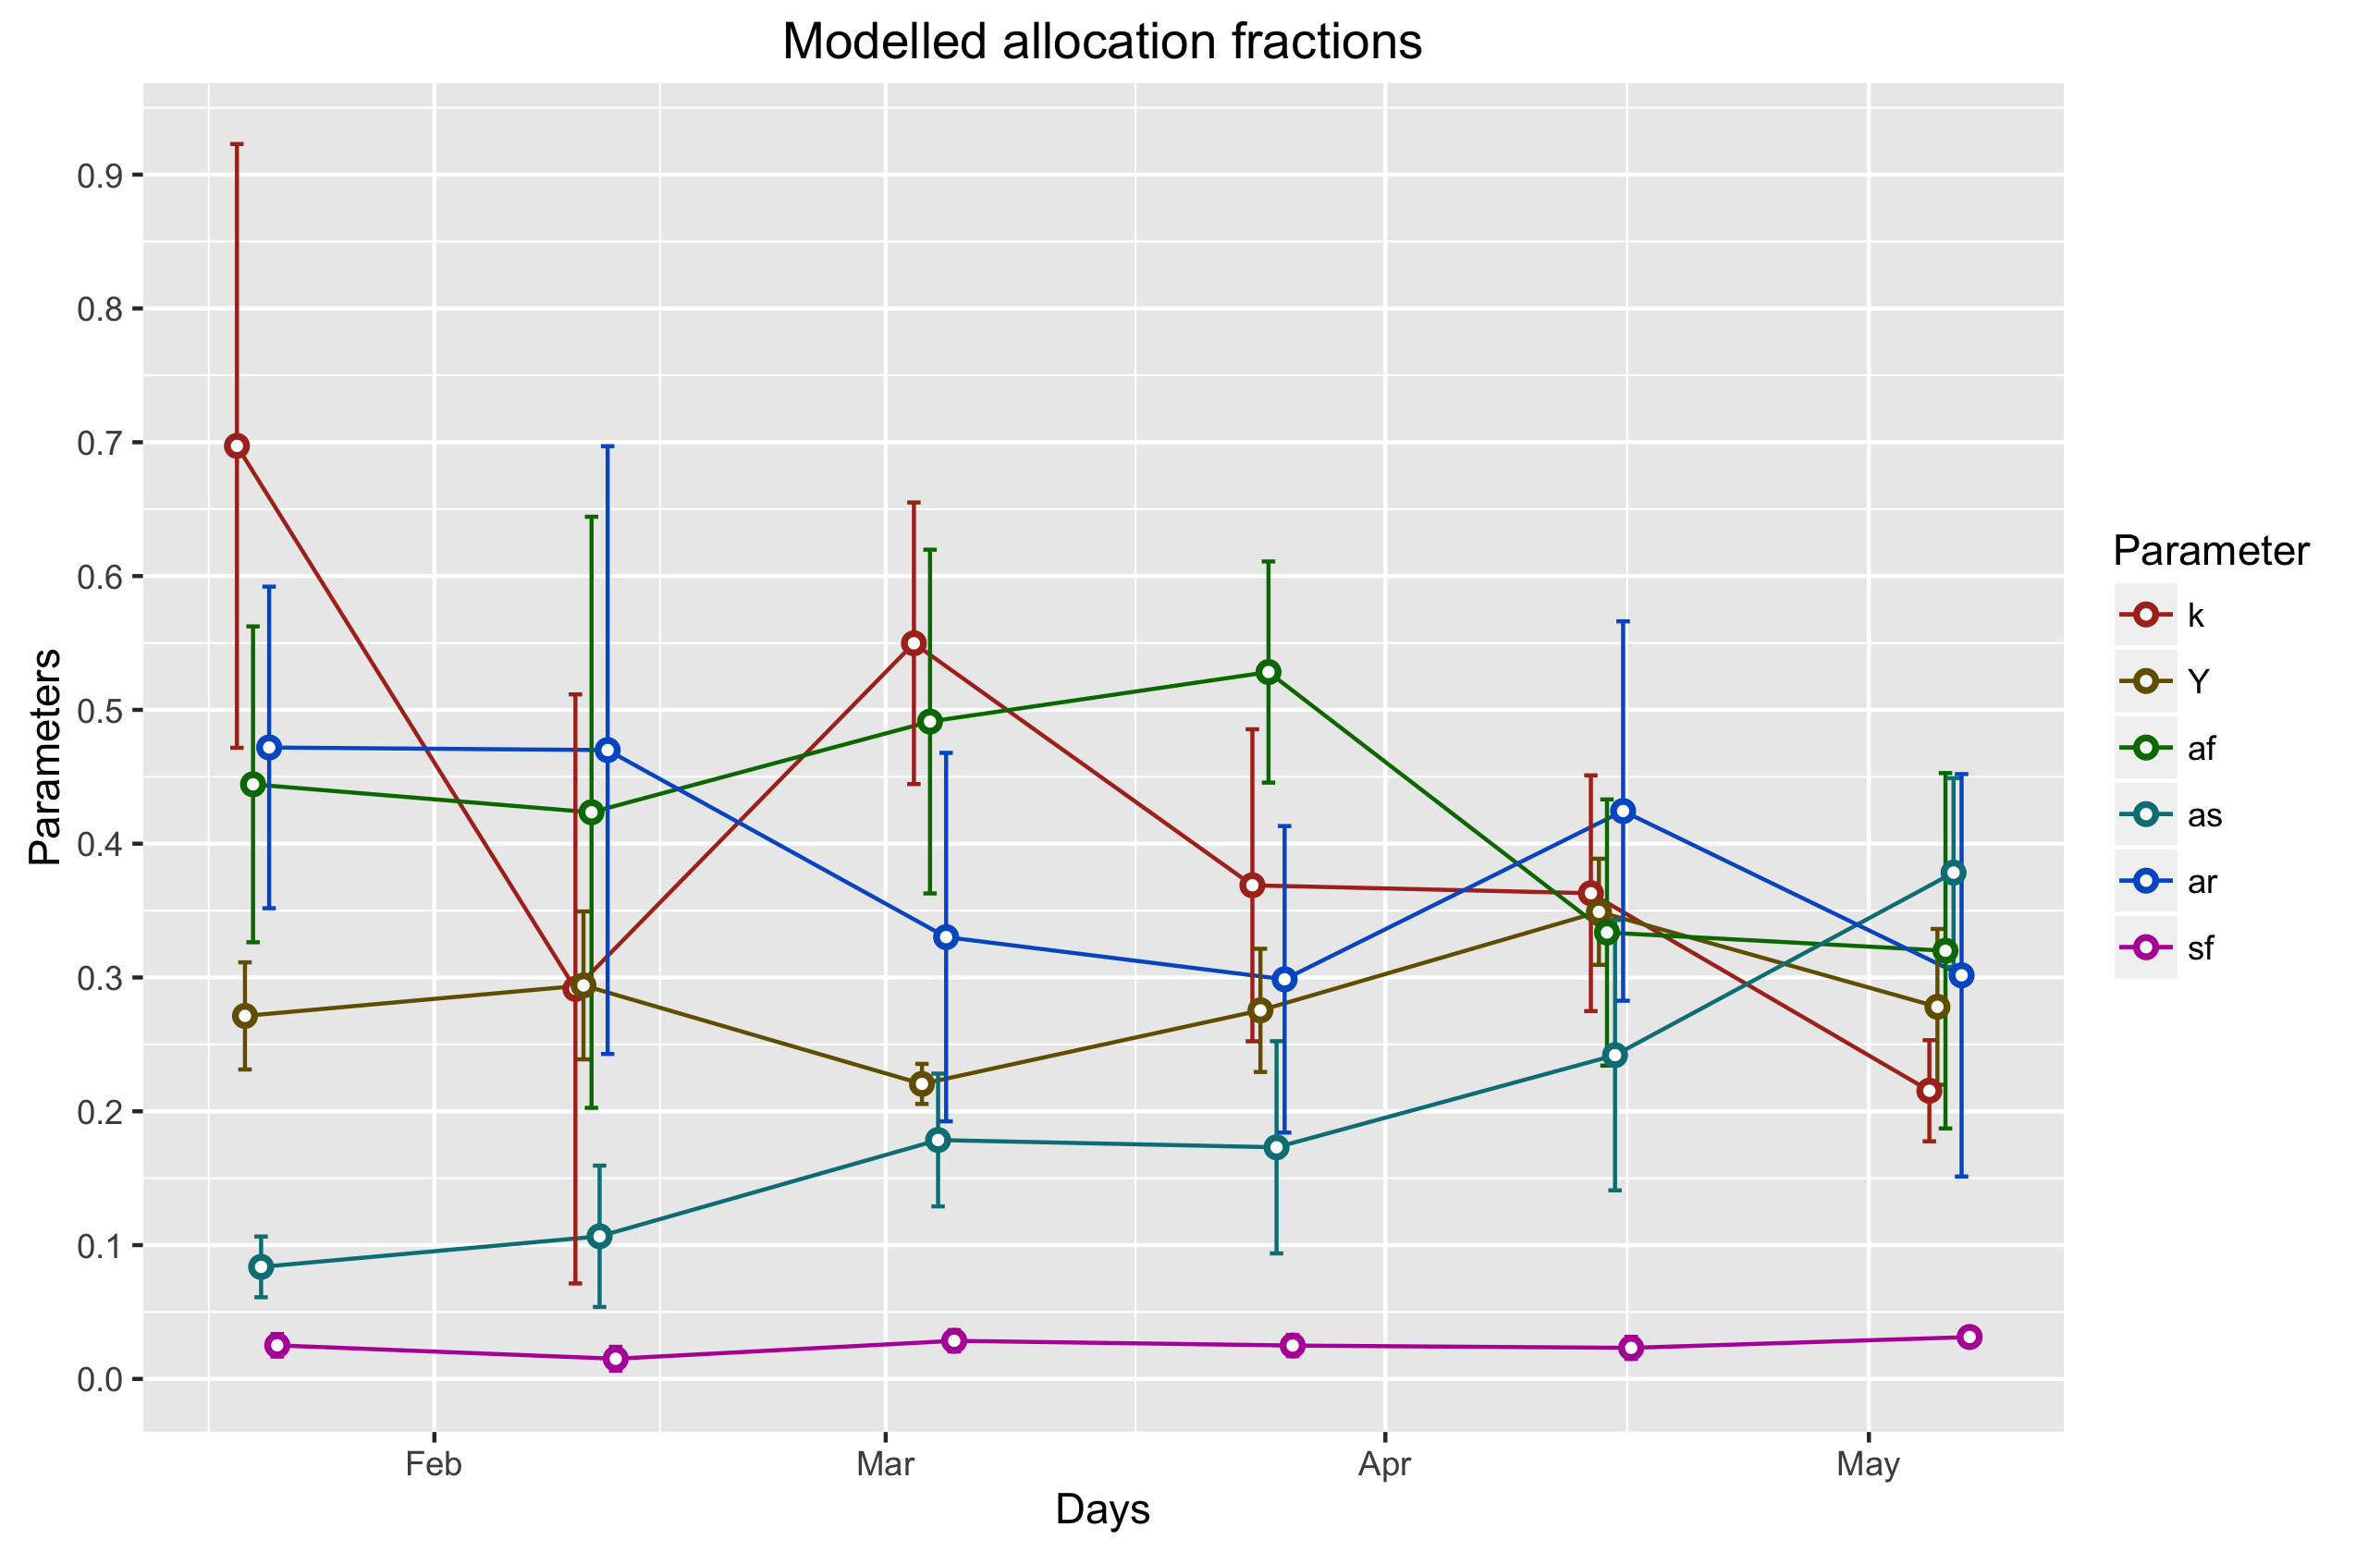 Modelled allocation fractions
Parameters
0.9
0.8
0.7
0.6
0.5
0.4
0.3
0.2
0.1
0.0
Feb Mar Apr May
Days
Parameter
k
Y
af
as
ar
sf